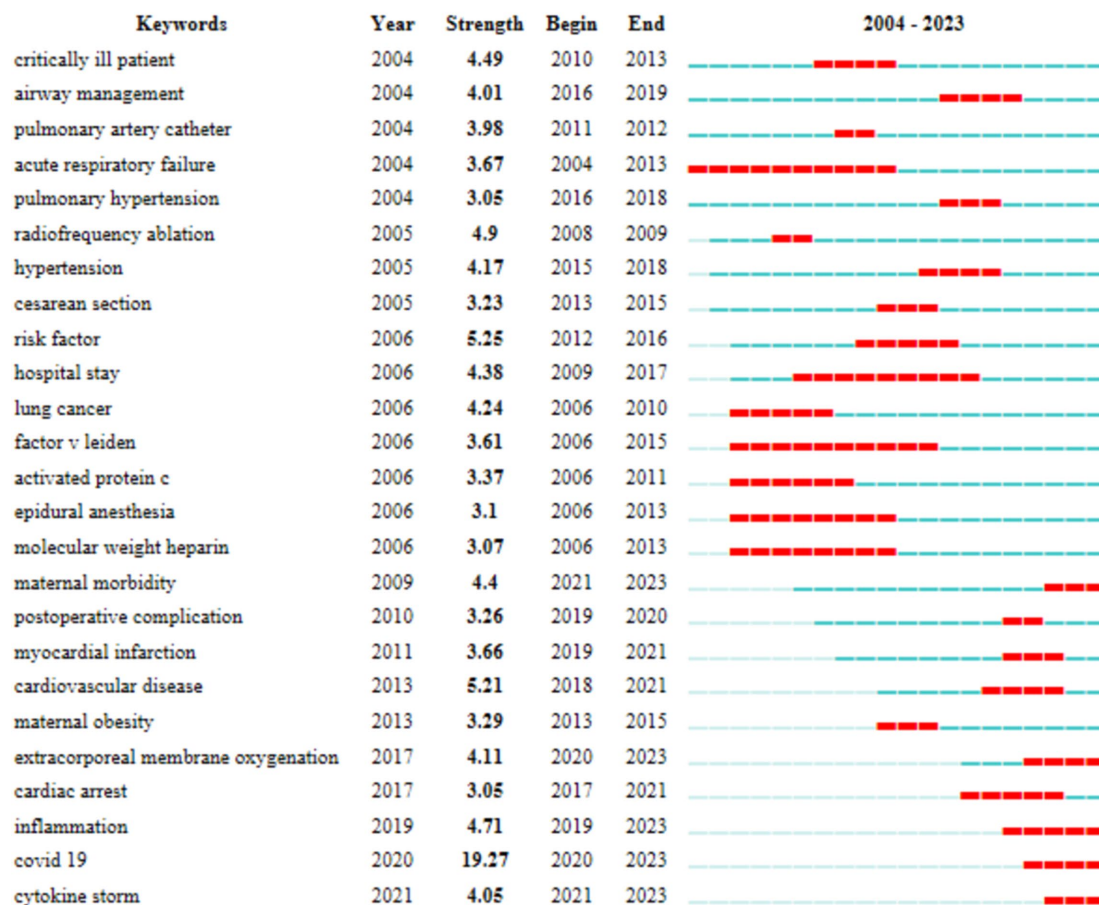 Keywords Year Strength Begin End 2004 - 2023
critically ill patient 2004 4.49 2010 2013
airway management 2004 4.01 2016 2019
pulmonary artery catheter 2004 3.98 2011 2012
acute respiratory failure 2004 3.67 2004 2013
pulmonary hypertension 2004 3.05 2016 2018
radiofrequency ablation 2005 4.9 2008 2009
hypertension 2005 4.17 2015 2018
cesarean section 2005 3.23 2013 2015
risk factor 2006 5.25 2012 2016
hospital stay 2006 4.38 2009 2017
lung cancer 2006 4.24 2006 2010
factor v leiden 2006 3.61 2006 2015
activated protein c 2006 3.37 2006 2011
epidural anesthesia 2006 3.1 2006 2013
molecular weight heparin 2006 3.07 2006 2013
maternal morbidity 2009 4.4 2021 2023
postoperative complication 2010 3.26 2019 2020
myocardial infarction 2011 3.66 2019 2021
cardiovascular disease 2013 5.21 2018 2021
maternal obesity 2013 3.29 2013 2015
extracorporeal membrane oxygenation 2017 4.11 2020 2023
cardiac arrest 2017 3.05 2017 2021
inflammation 2019 4.71 2019 2023
covid 19 2020 19.27 2020 2023
cytokine storm 2021 4.05 2021 2023